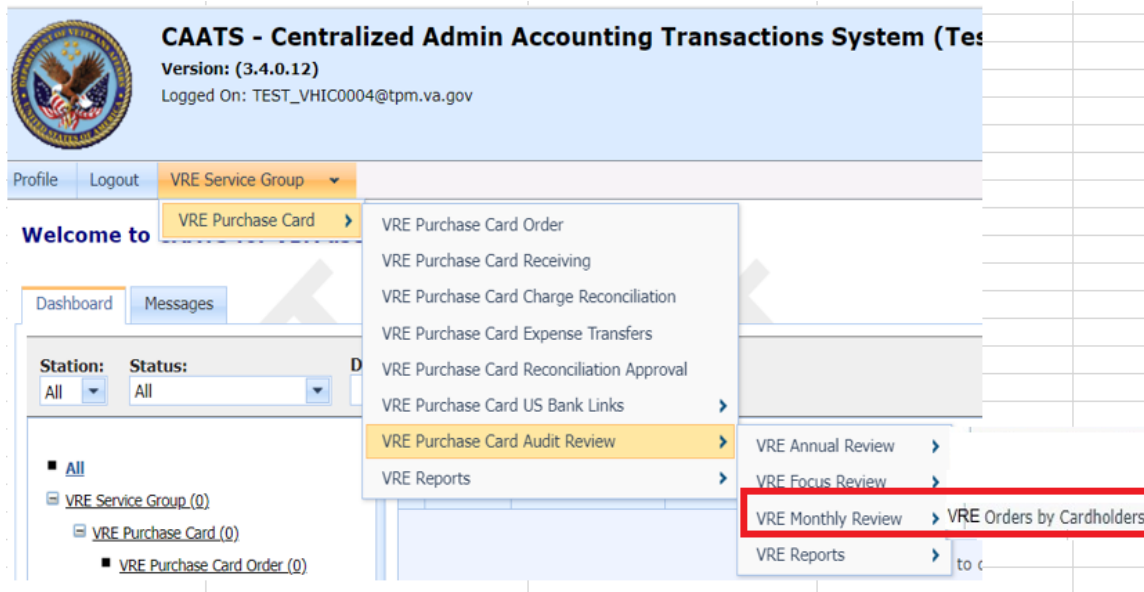 CAATS - Centralized Admin Accounting Transactions System (Tes
Version: (3.4.0.12)
Logged On: TEST_VHIC0004@tpm.va.gov
Profile Logout VRE Service Group
VRE Purchase Card
Welcome to
VRE Purchase Card Order
VRE Purchase Card Receiving
VRE Purchase Card Charge Reconciliation
VRE Purchase Card Expense Transfers
VRE Purchase Card Reconciliation Approval
VRE Purchase Card US Bank Links
VRE Purchase Card Audit Review
VRE Reports
Dashboard Messages
Station: Status: D
All All
VRE Annual Review
VRE Focus Review
VRE Monthly Review VRE Orders by Cardholders
VRE Reports
to
All
VRE Service Group (0)
VRE Purchase Card (0)
VRE Purchase Card Order (0)